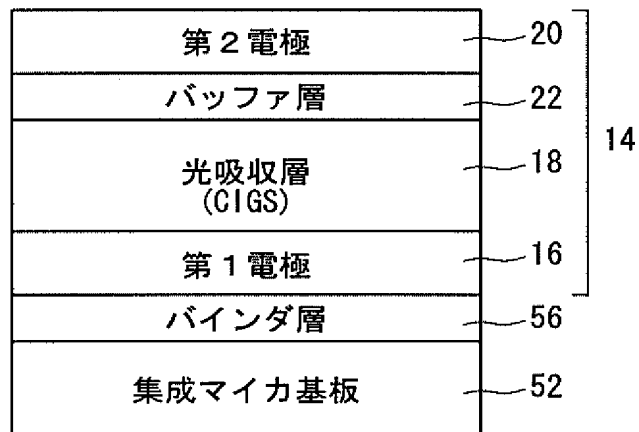 第２電極 20
バッファ層 22
光吸収層 18
(CIGS)
14
第１電極 16
バインダ層 56
集成マイカ基板 52